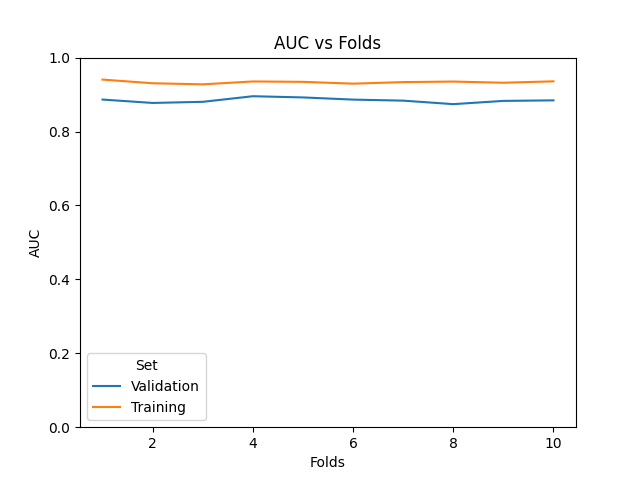 AUC vs Folds
1.0
0.8
0.6
0.4
0.2
0.0
AUC
Set
Validation
Training
2 4 6 8 10
Folds